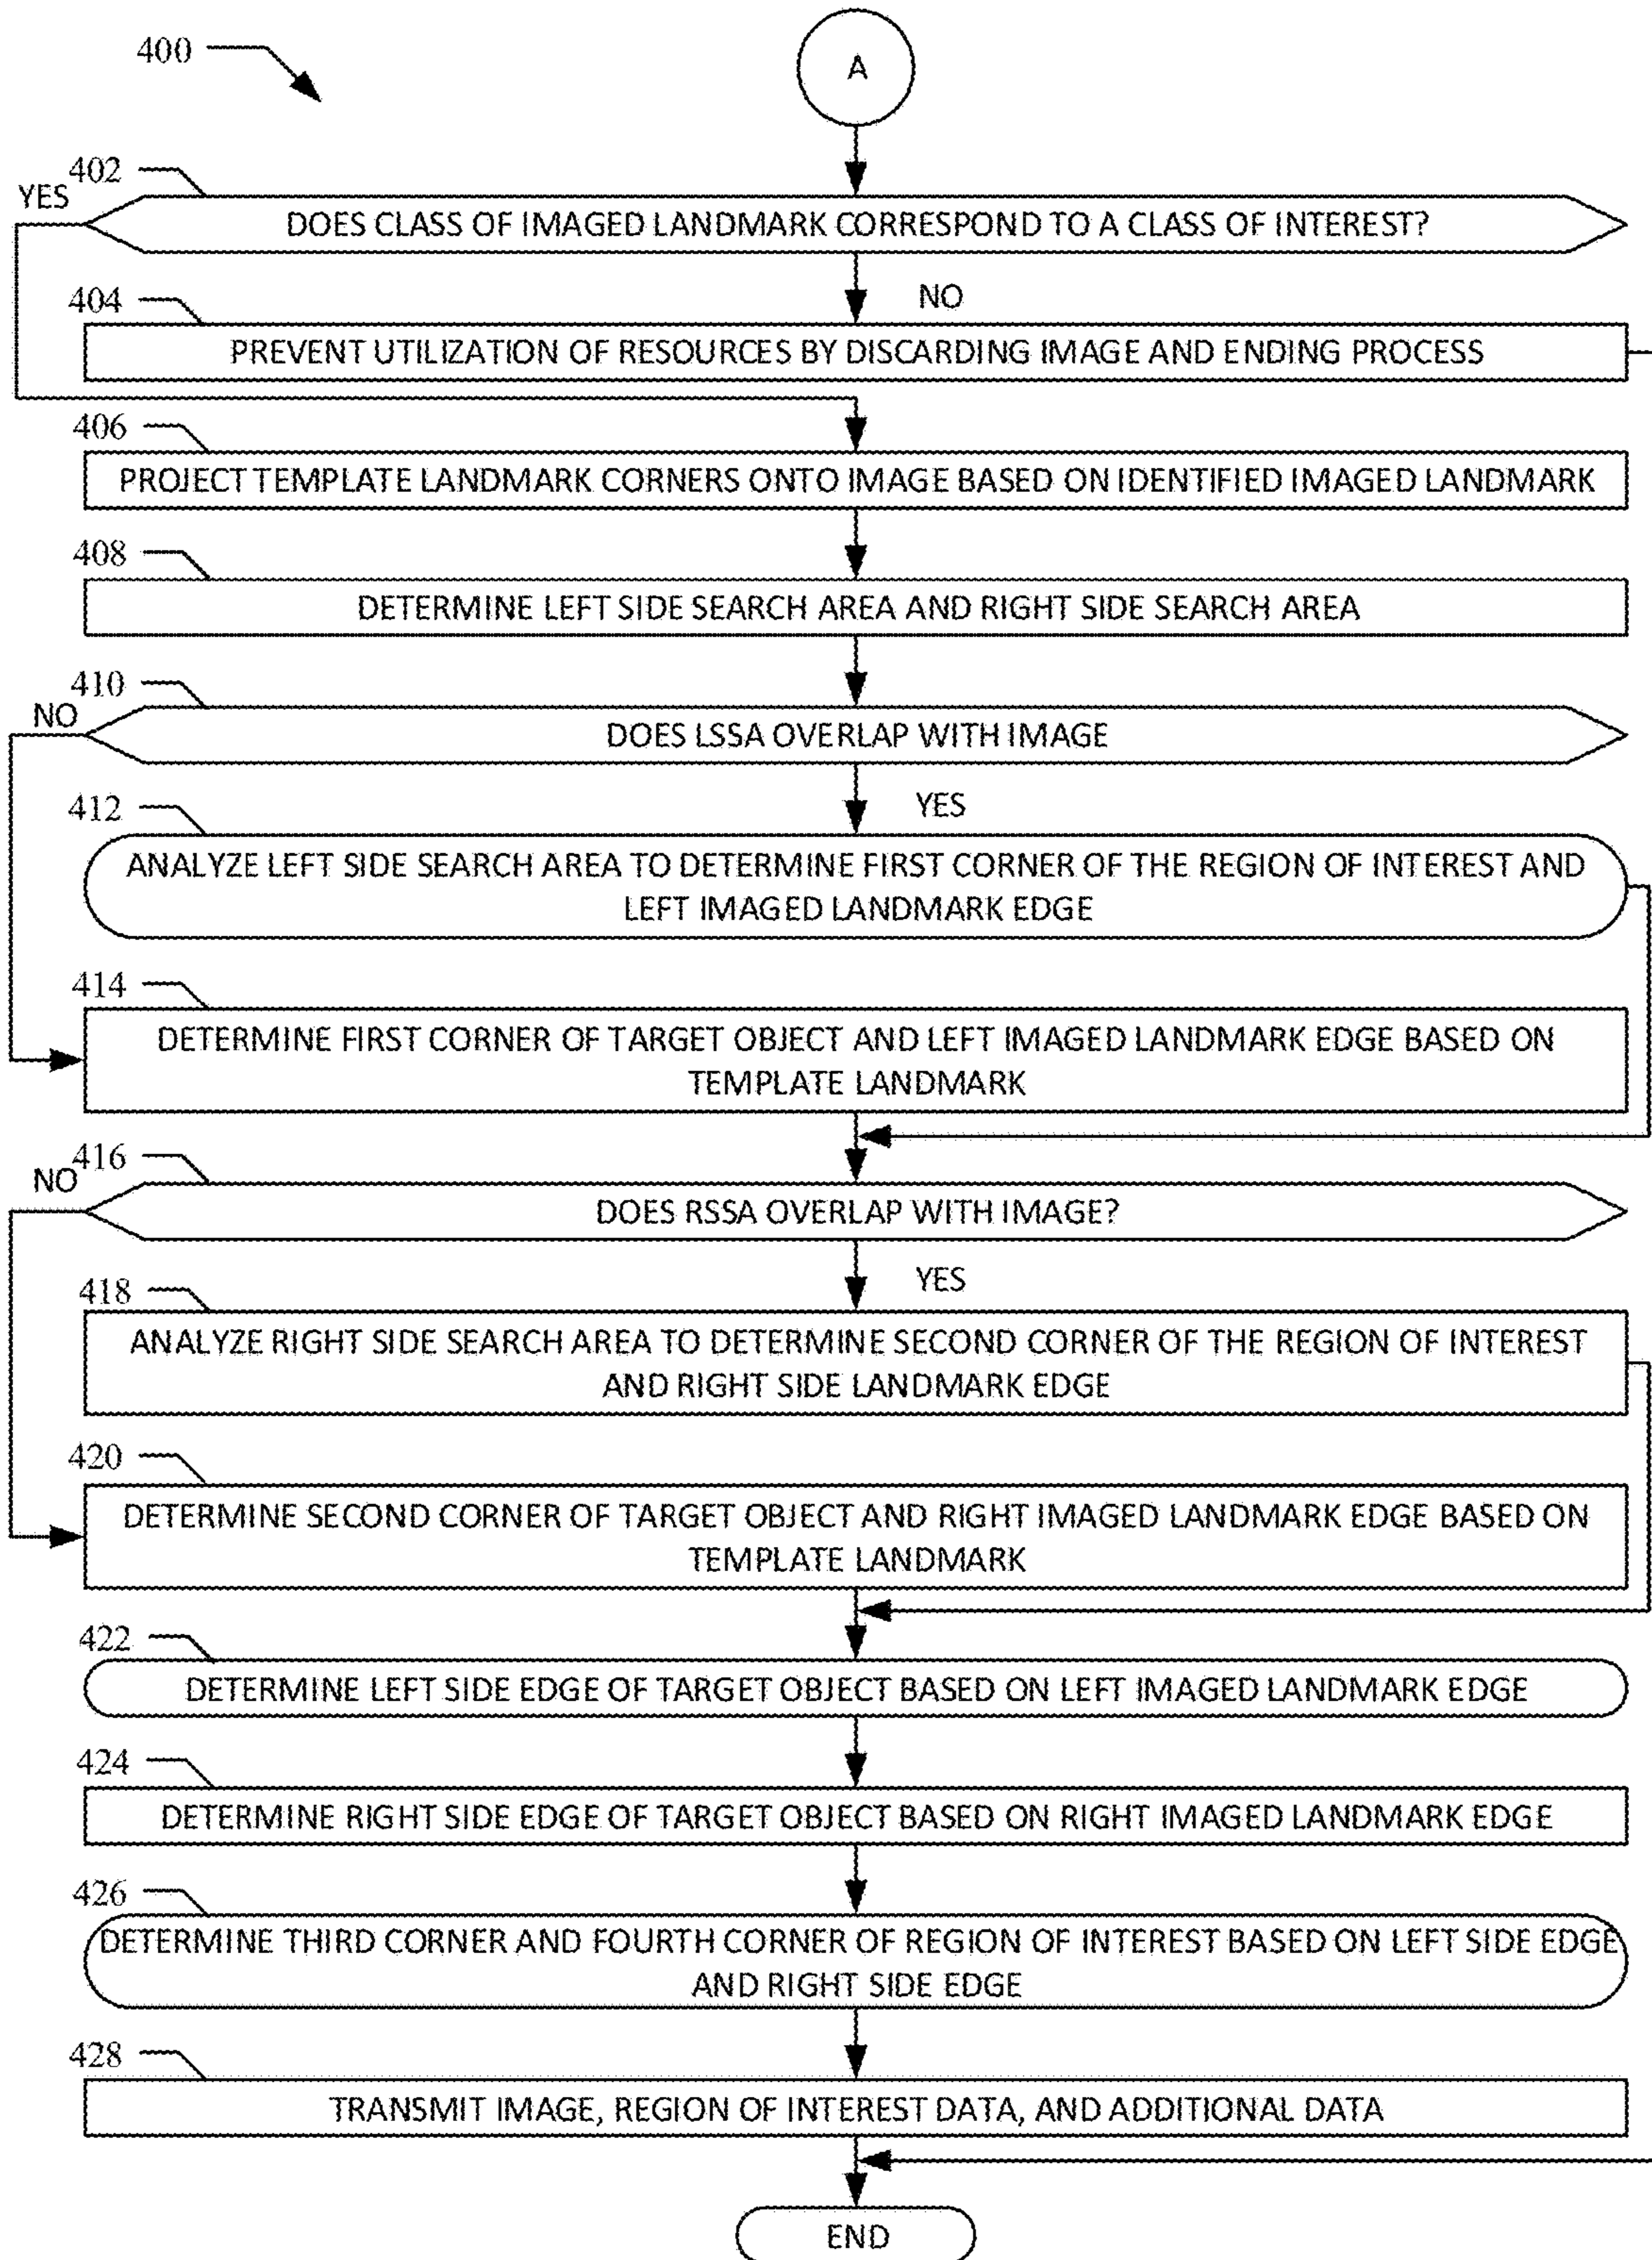 400
A
402
YES
DOES CLASS OF IMAGED LANDMARK CORRESPOND TO A CLASS OF INTEREST?
NO
404
PREVENT UTILIZATION OF RESOURCES BY DISCARDING IMAGE AND ENDING PROCESS
406
PROJECT TEMPLATE LANDMARK CORNERS ONTO IMAGE BASED ON IDENTIFIED IMAGED LANDMARK
408
DETERMINE LEFT SIDE SEARCH AREA AND RIGHT SIDE SEARCH AREA
410
NO
DOES LSSA OVERLAP WITH IMAGE
YES
412
ANALYZE LEFT SIDE SEARCH AREA TO DETERMINE FIRST CORNER OF THE REGION OF INTEREST AND
LEFT IMAGED LANDMARK EDGE
414
DETERMINE FIRST CORNER OF TARGET OBJECT AND LEFT IMAGED LANDMARK EDGE BASED ON
TEMPLATE LANDMARK
416
NO
DOES RSSA OVERLAP WITH IMAGE?
YES
418
ANALYZE RIGHT SIDE SEARCH AREA TO DETERMINE SECOND CORNER OF THE REGION OF INTEREST
AND RIGHT SIDE LANDMARK EDGE
420
DETERMINE SECOND CORNER OF TARGET OBJECT AND RIGHT IMAGED LANDMARK EDGE BASED ON
TEMPLATE LANDMARK
422
DETERMINE LEFT SIDE EDGE OF TARGET OBJECT BASED ON LEFT IMAGED LANDMARK EDGE
424
DETERMINE RIGHT SIDE EDGE OF TARGET OBJECT BASED ON RIGHT IMAGED LANDMARK EDGE
426
DETERMINE THIRD CORNER AND FOURTH CORNER OF REGION OF INTEREST BASED ON LEFT SIDE EDGE
AND RIGHT SIDE EDGE
428
TRANSMIT IMAGE, REGION OF INTEREST DATA, AND ADDITIONAL DATA
END